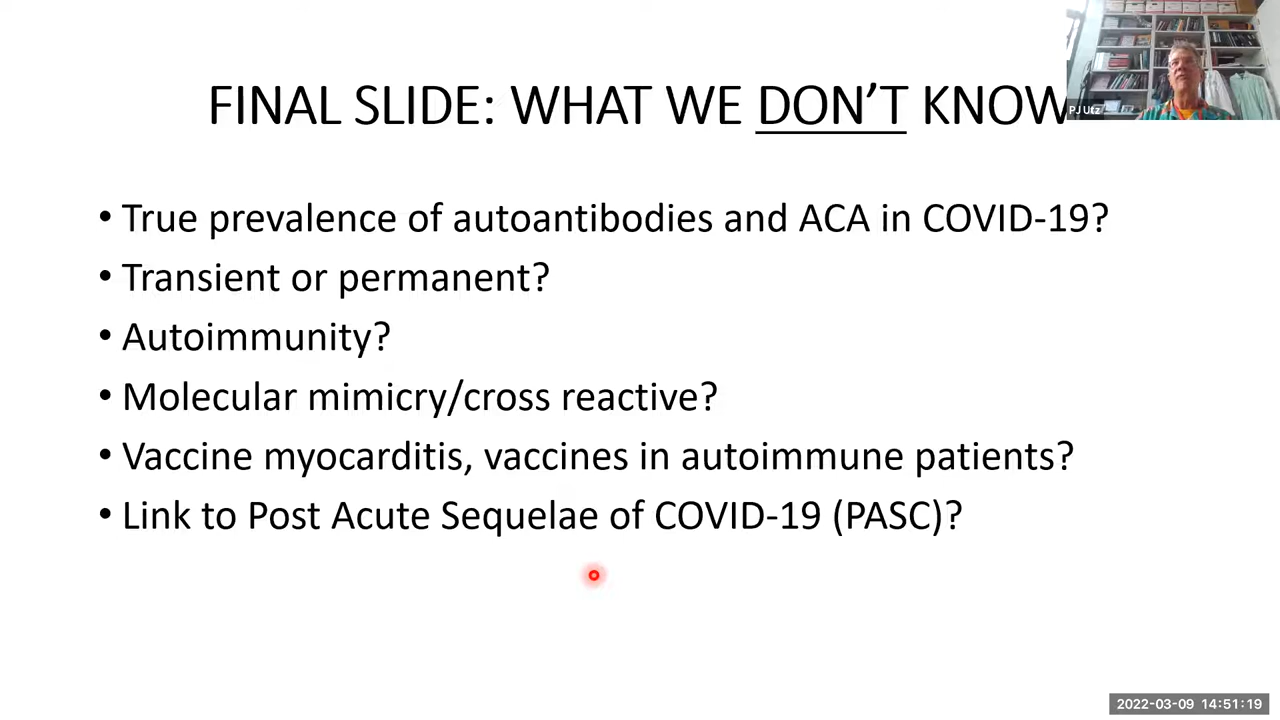 FINAL SLIDE: WHAT WE DON'T KNOW
PJ Utz
• True prevalence of autoantibodies and ACA in COVID-19?
• Transient or permanent?
• Autoimmunity?
• Molecular mimicry/cross reactive?
• Vaccine myocarditis, vaccines in autoimmune patients?
• Link to Post Acute Sequelae of COVID-19 (PASC)?
2022-03-09 14:51:19